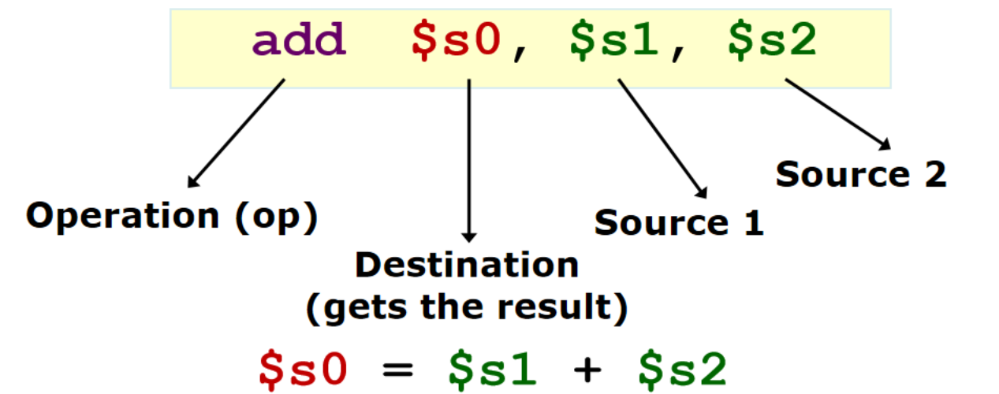 add $s0, $s1, $s2
Source 2
Operation (op)
Source 1
Destination
(gets the result)
$s0 = $s1 + $s2